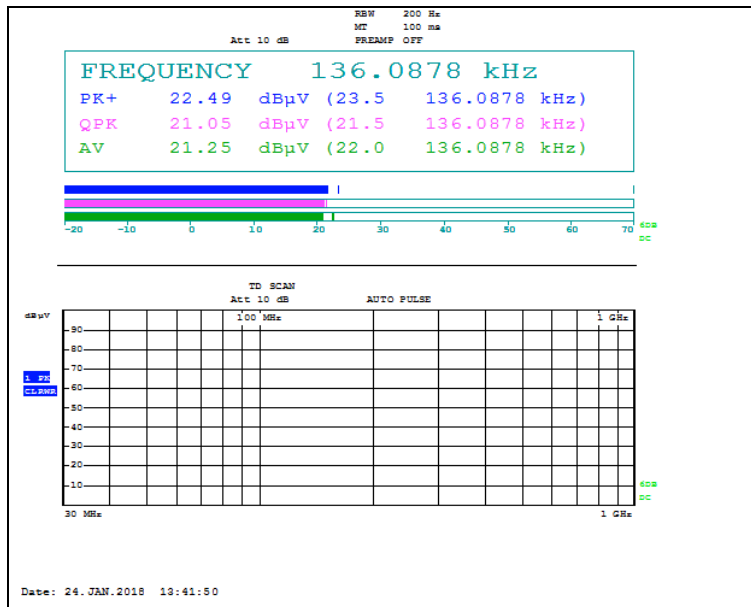 RBW 200 Hz
MT 100 ms
Att 10 dB PREAMP OFF
FREQUENCY 136.0878 kHz
PK+ 22.49 dBµV (23.5 136.0878 kHz)
QPK 21.05 dBµV (21.5 136.0878 kHz)
AV 21.25 dBµV (22.0 136.0878 kHz)
-20 -10 0 10 20 30 40 50 60 70
6DB
DC
TD SCAN
Att 10 dB AUTO PULSE
dBµV
100 MHz 1 GHz
90
80
70
1 PK
60
CLRWR
50
40
30
20
10
6DB
DC
30 MHz 1 GHz
Date: 24.JAN.2018 13:41:50